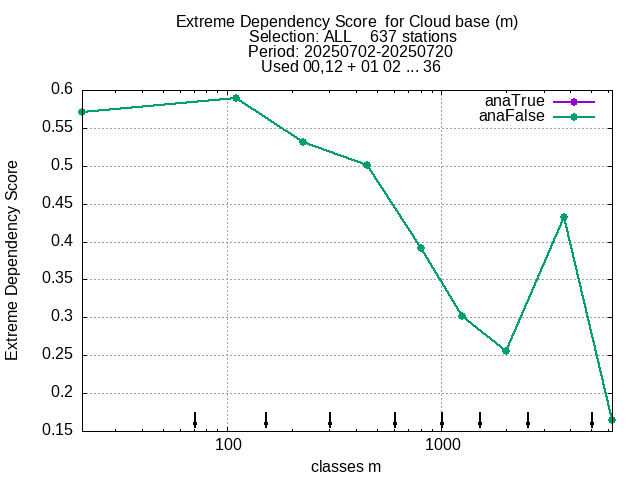 Extreme Dependency Score  for Cloud base (m)
Selection: ALL    637 stations
Period: 20250702-20250720
Used 00,12 + 01 02 ... 36
anaTrue
anaFalse
0.6
0.55
0.5
0.45
0.4
0.35
0.3
0.25
0.2
0.15
Extreme Dependency Score
100
1000
classes m